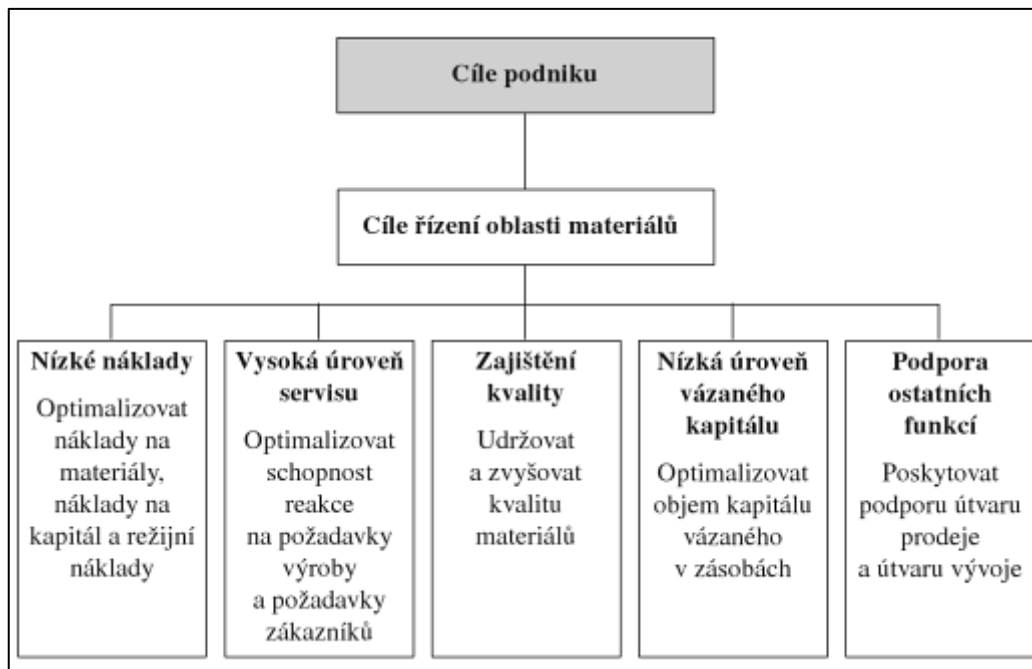 Cíle podniku
Cíle řízení oblasti materiálů
Nízké náklady
Optimalizovat
náklady na
materiály,
náklady na
kapitál a režijní
náklady
Vysoká úroveň
servisu
Optimalizovat
schopnost
reakce
na požadavky
výroby
a požadavky
zákazníků
Zajištění
kvality
Udržovat
a zvyšovat
kvalitu
materiálů
Nízká úroveň
vázaného
kapitálu
Optimalizovat
objem kapitálu
vázaného
v zásobách
Podpora
ostatních
funkcí
Poskytovat
podporu útvaru
prodeje
a útvaru vývoje